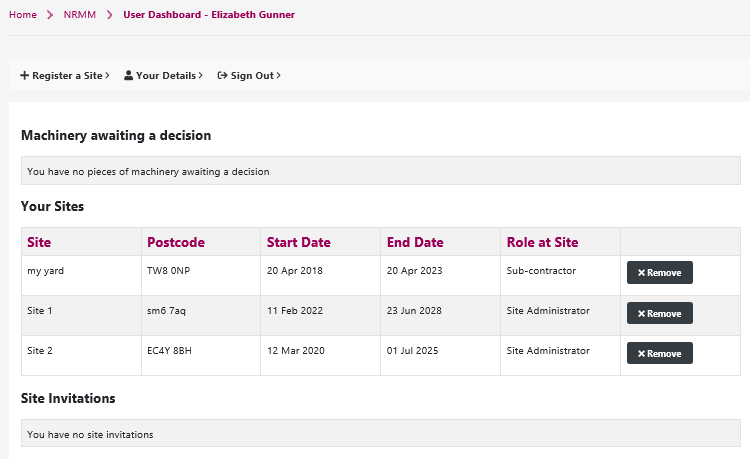 Home > NRMM > User Dashboard - Elizabeth Gunner
Register a Site > Your Details > Sign Out >
Machinery awaiting a decision
You have no pieces of machinery awaiting a decision
Your Sites
Site Postcode Start Date End Date Role at Site
my yard TW8 0NP 20 Apr 2018 20 Apr 2023 Sub-contractor Remove
Site 1 sm6 7aq 11 Feb 2022 23 Jun 2028 Site Administrator Remove
Site 2 EC4Y 8BH 12 Mar 2020 01 Jul 2025 Site Administrator Remove
Site Invitations
You have no site invitations